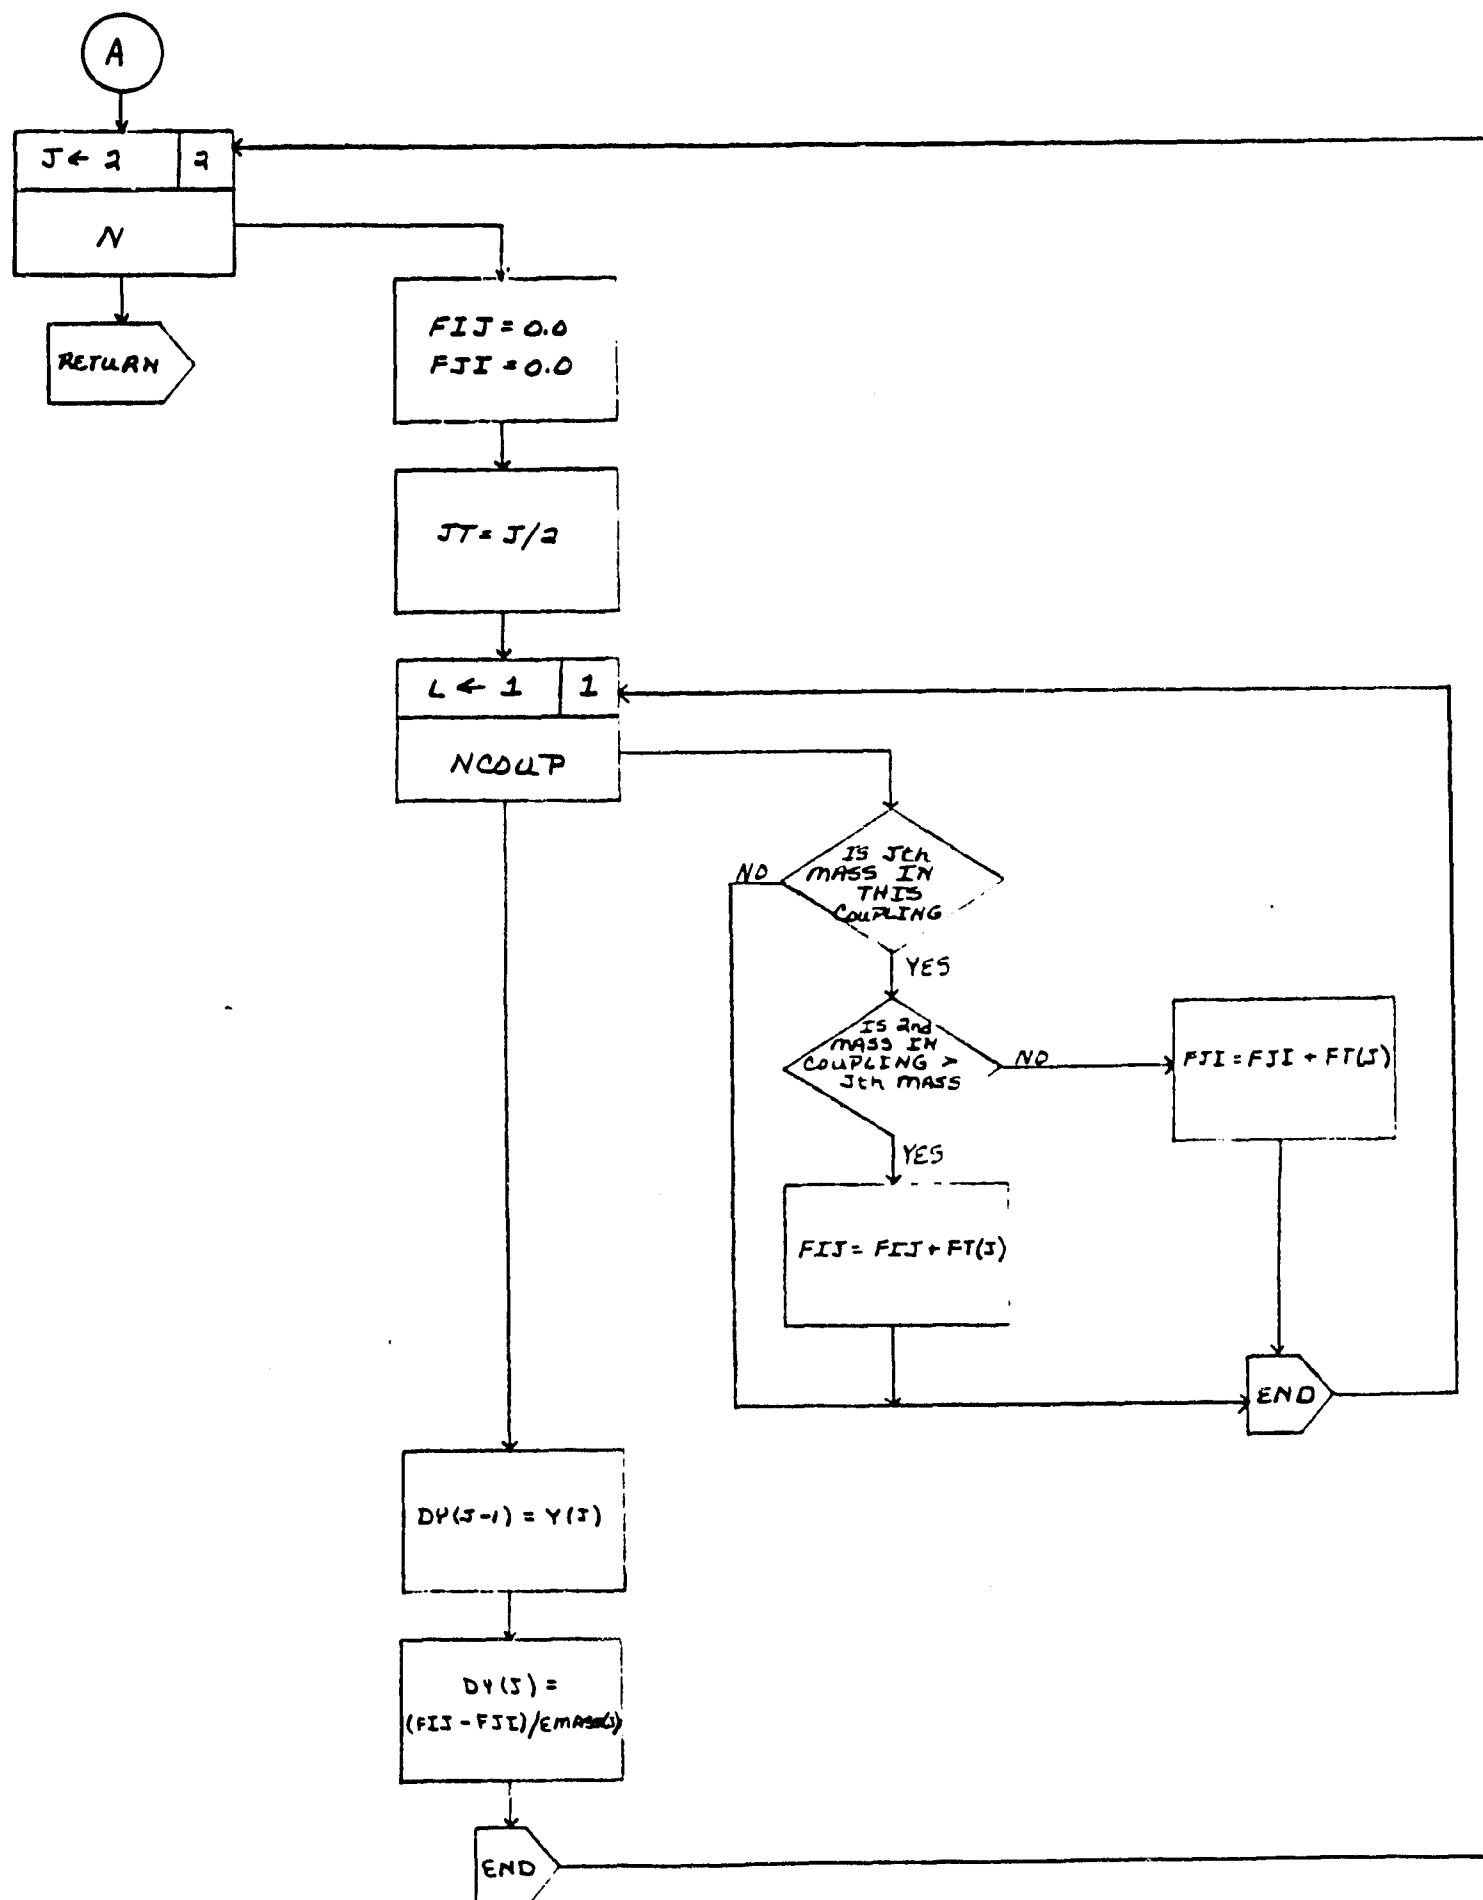 A
J ← 2 2
N
RETURN
FIJ = 0.0
FJI = 0.0
JT = J/2
L ← 1 1
NCOUP
IS Jth
MASS IN
THIS
COUPLING
NO
YES
IS 2nd
MASS IN
COUPLING >
Jth MASS
NO
YES
FJI = FJI + FT(J)
FIJ = FIJ + FT(J)
END
DY(J-1) = Y(J)
DY(J) =
(FIJ - FJI)/EMASS(J)
END